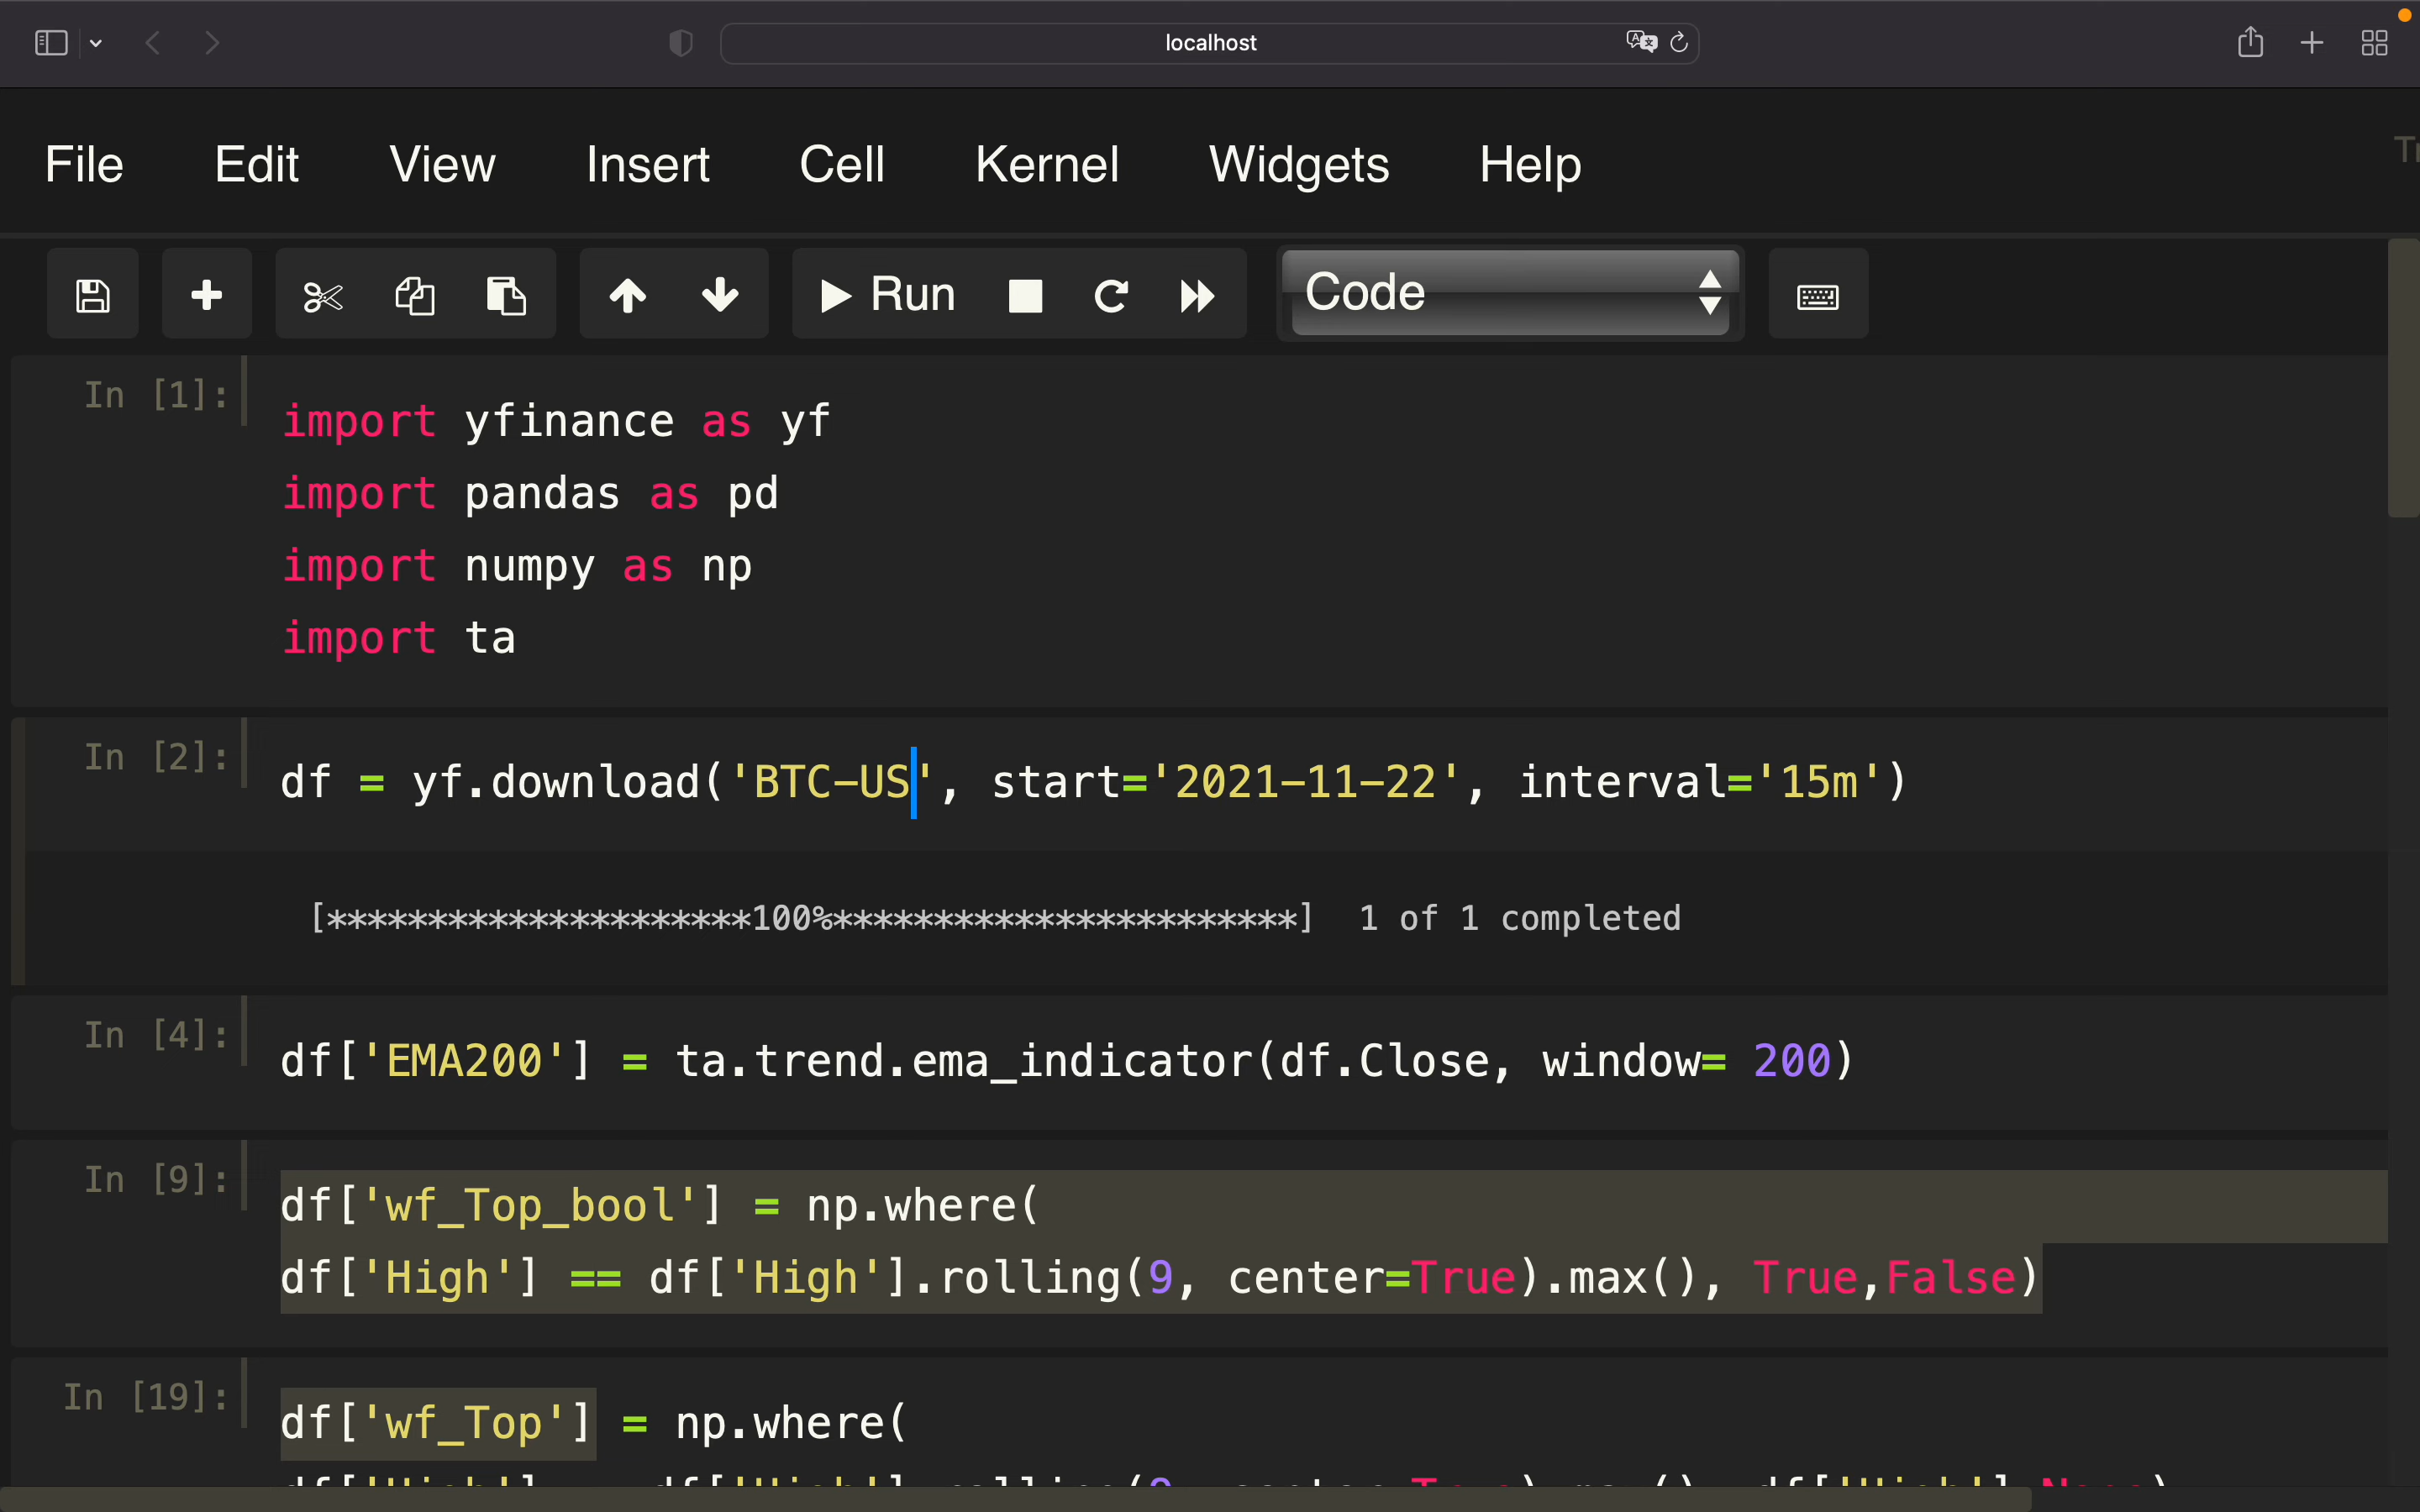 localhost
File Edit View Insert Cell Kernel Widgets Help
Run Code
In [1]:
import yfinance as yf
import pandas as pd
import numpy as np
import ta
In [2]:
df = yf.download('BTC-US', start='2021-11-22', interval='15m')
[*********************100%***********************] 1 of 1 completed
In [4]:
df['EMA200'] = ta.trend.ema_indicator(df.Close, window= 200)
In [9]:
df['wf_Top_bool'] = np.where(
df['High'] == df['High'].rolling(9, center=True).max(), True,False)
In [19]:
df['wf_Top'] = np.where(